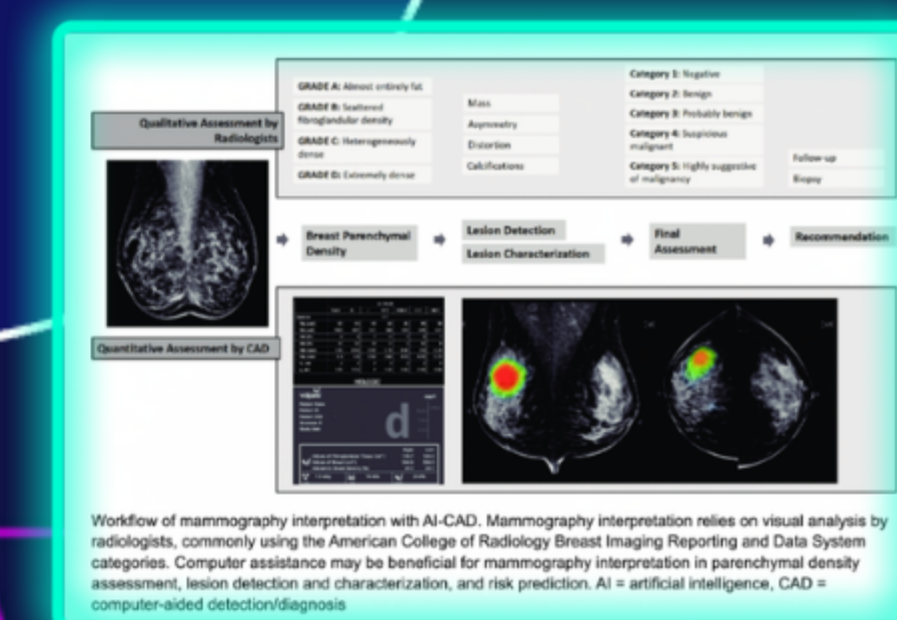 Qualitative Assessment by
Radiologists
GRADE A: Almost entirely fat
GRADE B: Scattered
fibroglandular density
GRADE C: Heterogeneously
dense
GRADE D: Extremely dense
Mass
Asymmetry
Distortion
Calcifications
Category 1: Negative
Category 2: Benign
Category 3: Probably benign
Category 4: Suspicious
malignant
Category 5: Highly suggestive
of malignancy
Follow-up
Biopsy
Breast Parenchymal
Density
Lesion Detection
Lesion Characterization
Final
Assessment
Recommendation
Quantitative Assessment by CAD
d
Workflow of mammography interpretation with AI-CAD. Mammography interpretation relies on visual analysis by
radiologists, commonly using the American College of Radiology Breast Imaging Reporting and Data System
categories. Computer assistance may be beneficial for mammography interpretation in parenchymal density
assessment, lesion detection and characterization, and risk prediction. AI = artificial intelligence, CAD =
computer-aided detection/diagnosis